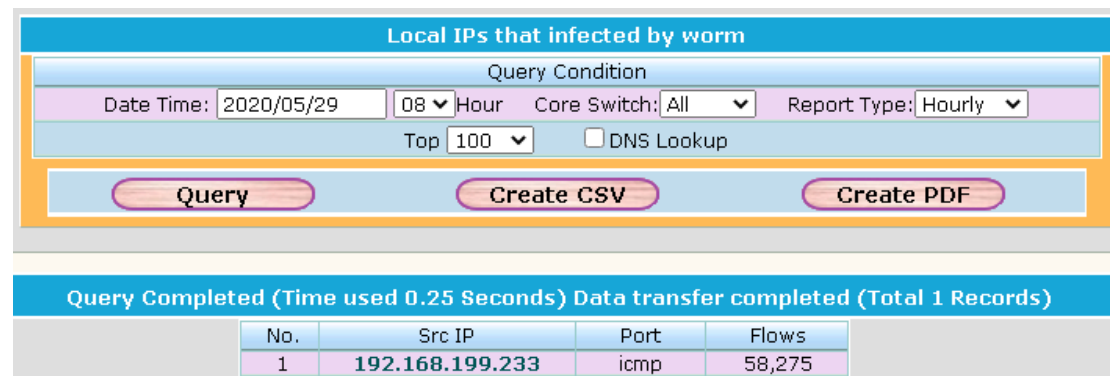 Local IPs that infected by worm
Query Condition
Date Time: 2020/05/29 08 Hour Core Switch: All Report Type: Hourly
Top 100 DNS Lookup
Query Create CSV Create PDF
Query Completed (Time used 0.25 Seconds) Data transfer completed (Total 1 Records)
No. Src IP Port Flows
1 192.168.199.233 icmp 58,275